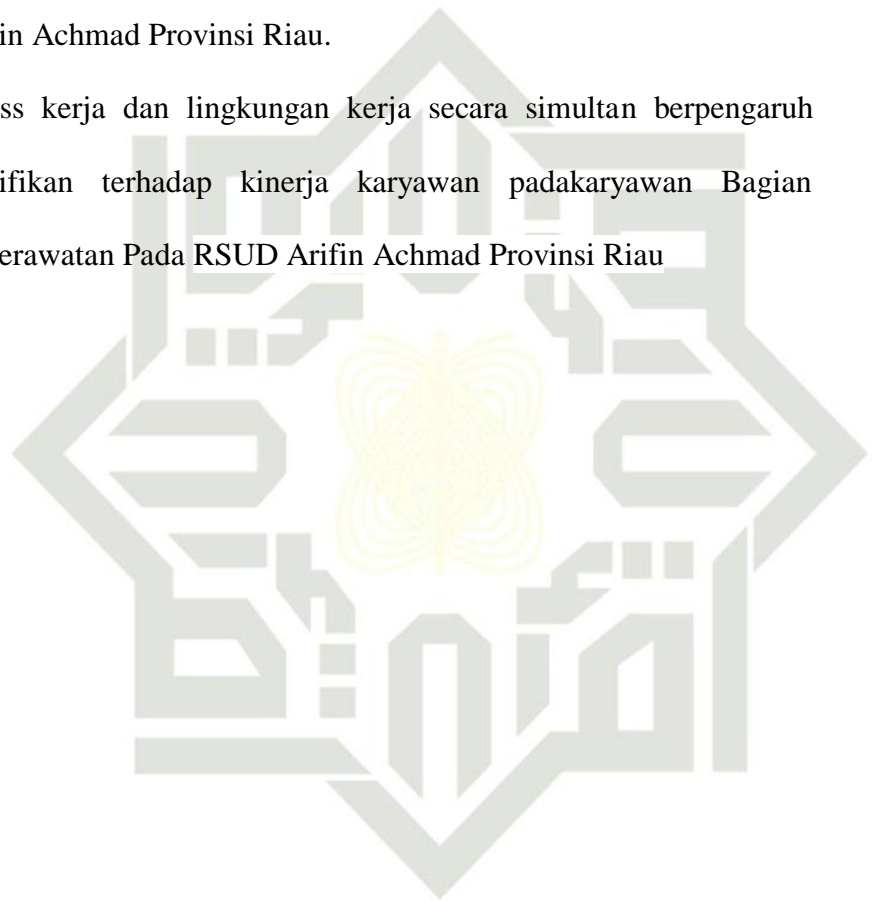 in Achmad Provinsi Riau.
ss kerja dan lingkungan kerja secara simultan berpengaruh
ifikan terhadap kinerja karyawan padakaryawan Bagian
erawatan Pada RSUD Arifin Achmad Provinsi Riau